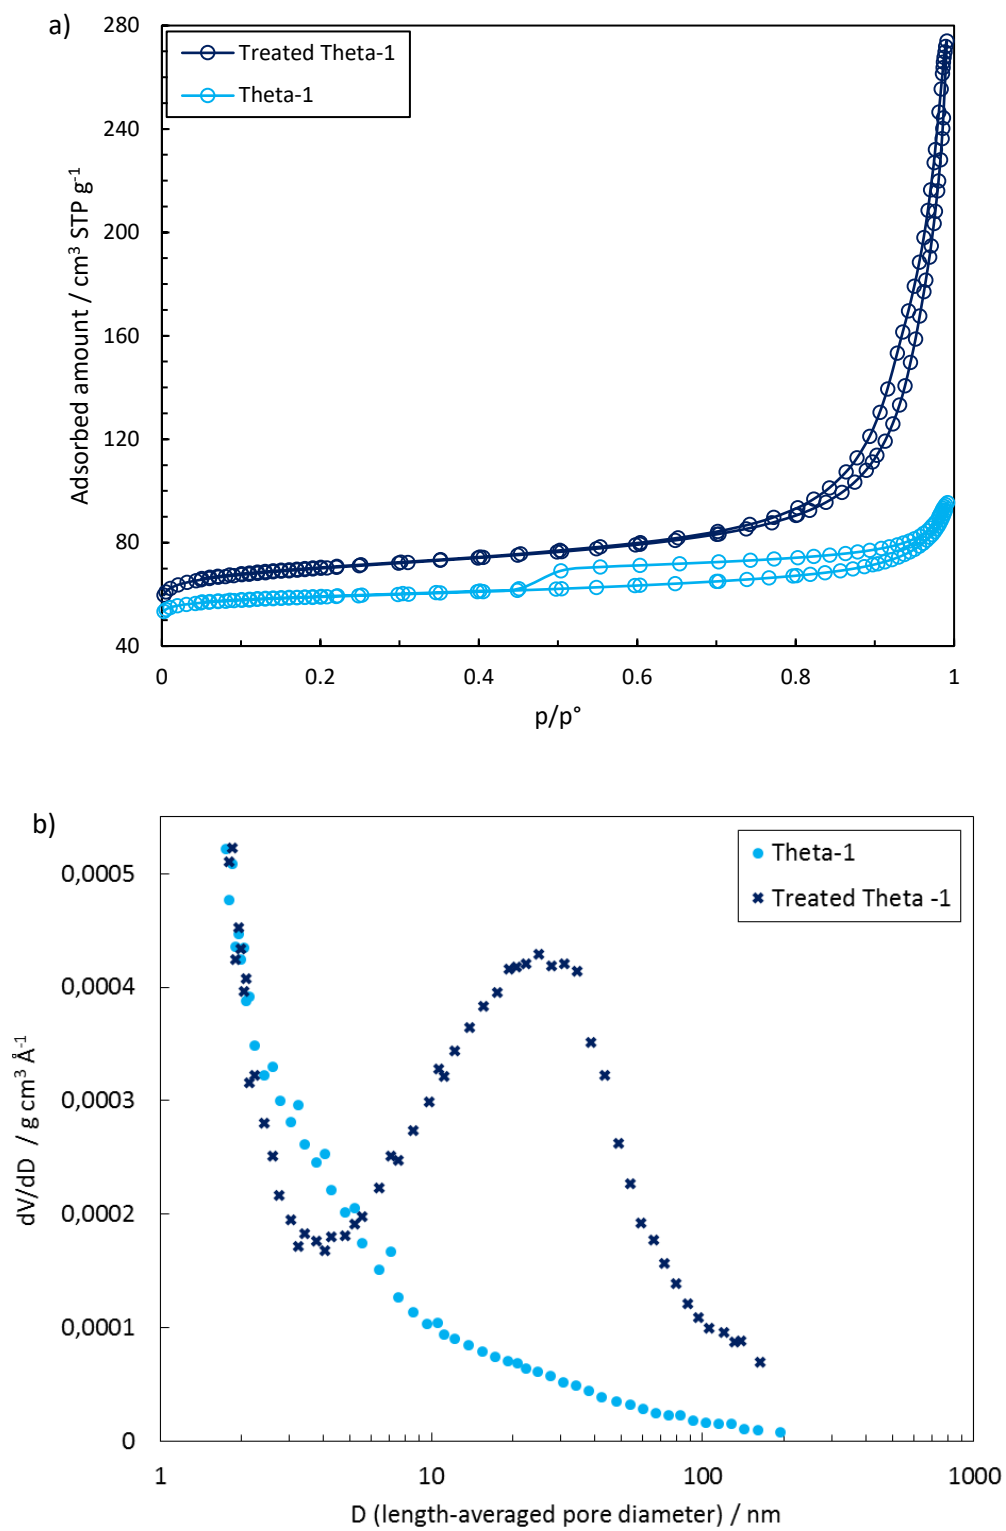 a)
280
240
200
160
120
80
40
Adsorbed amount / cm³ STP g⁻¹
Treated Theta-1
Theta-1
0
0.2
0.4
0.6
0.8
1
p/p°
b)
0,0005
0,0004
0,0003
0,0002
0,0001
0
dV/dD / g cm³ Å⁻¹
Theta-1
Treated Theta -1
1
10
100
1000
D (length-averaged pore diameter) / nm